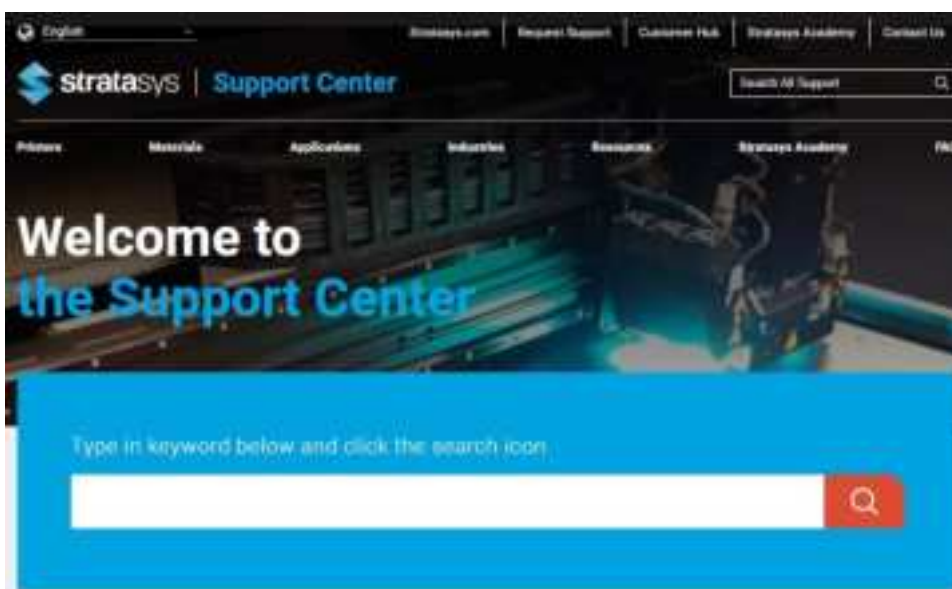 English
Stratasys.com | Request Support | Customer Hub | Stratasys Academy | Contact Us
stratasys | Support Center
Search All Support
Printers Materials Applications Industries Resources Stratasys Academy FAQ
Welcome to
the Support Center
Type in keyword below and click the search icon